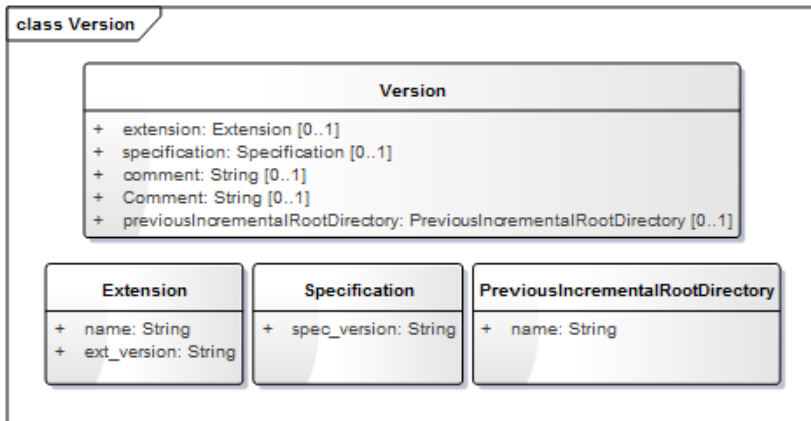 class Version
Version
+ extension: Extension [0..1]
+ specification: Specification [0..1]
+ comment: String [0..1]
+ Comment: String [0..1]
+ previousIncrementalRootDirectory: PreviousIncrementalRootDirectory [0..1]
Extension
+ name: String
+ ext_version: String
Specification
+ spec_version: String
PreviousIncrementalRootDirectory
+ name: String